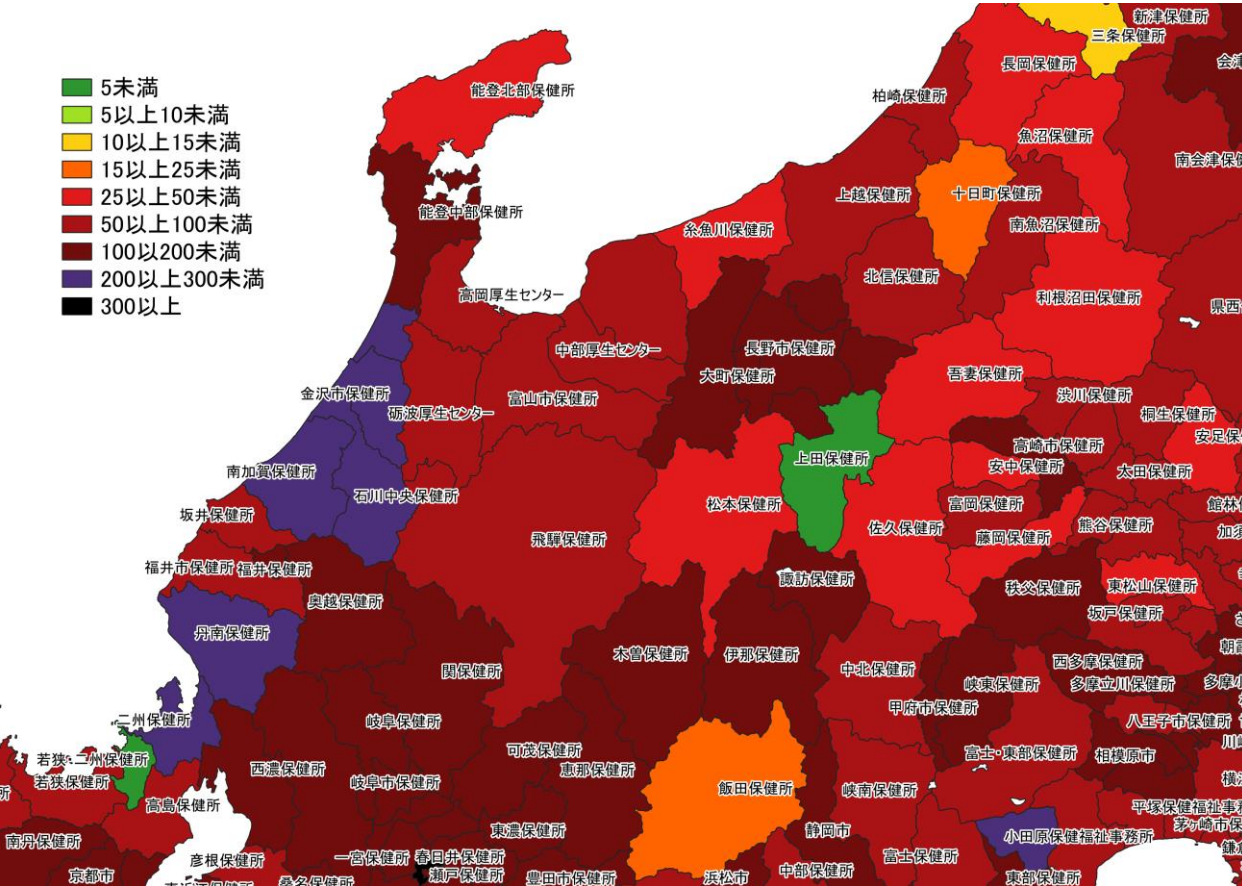 5未満
5以上10未満
10以上15未満
15以上25未満
25以上50未満
50以上100未満
100以200未満
200以上300未満
300以上
新津保健所
三条保健所
長岡保健所
能登北部保健所
柏崎保健所
魚沼保健所
十日町保健所
上越保健所
能登中部保健所
南魚沼保健所
糸魚川保健所
北信保健所
高岡厚生センター
利根沼田保健所
中部厚生センター
長野市保健所
大町保健所
吾妻保健所
金沢市保健所
富山市保健所
渋川保健所
砺波厚生センター
桐生保健所
高崎市保健所
上田保健所
安中保健所
南加賀保健所
太田保健所
石川中央保健所
松本保健所
富岡保健所
坂井保健所
佐久保健所
熊谷保健所
飛騨保健所
藤岡保健所
福井市保健所
福井保健所
諏訪保健所
秩父保健所
東松山保健所
奥越保健所
坂戸保健所
丹南保健所
木曽保健所
伊那保健所
西多摩保健所
関保健所
中北保健所
峡東保健所
多摩立川保健所
甲府市保健所
二州保健所
岐阜保健所
八王子市保健所
可茂保健所
富士・東部保健所
相模原市
若狭・二州保健所
西濃保健所
恵那保健所
若狭保健所
岐阜市保健所
飯田保健所
峡南保健所
高島保健所
東濃保健所
静岡市
小田原保健福祉事務所
南丹保健所
彦根保健所
一宮保健所
春日井保健所
富士保健所
京都市
瀬戸保健所
豊田市保健所
浜松市
中部保健所
東部保健所
桑名保健所